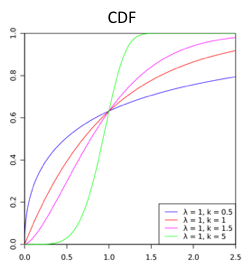 CDF
1.0
0.8
0.6
0.4
0.2
0.0
0.0 0.5 1.0 1.5 2.0 2.5
λ = 1, k = 0.5
λ = 1, k = 1
λ = 1, k = 1.5
λ = 1, k = 5